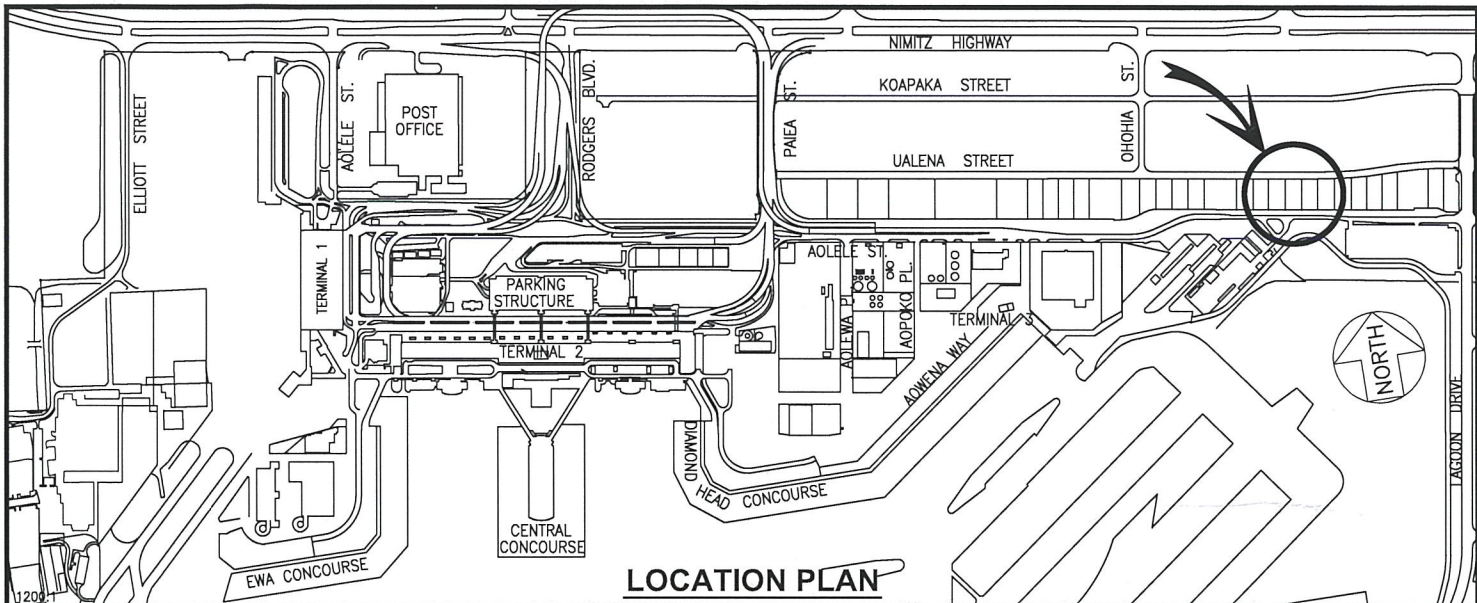 NIMITZ HIGHWAY
KOAPAKA STREET
UALENA STREET
ELLIOTT STREET
AOLELE ST.
POST
OFFICE
RODGERS BLVD.
PAIEA ST.
OHOHIA ST.
TERMINAL 1
PARKING
STRUCTURE
TERMINAL 2
AOLELE ST.
AOLEWA PL.
AOPOKO PL.
TERMINAL 3
AOWENA WAY
NORTH
LAGOON DRIVE
DIAMOND HEAD CONCOURSE
CENTRAL
CONCOURSE
EWA CONCOURSE
LOCATION PLAN
1200.1